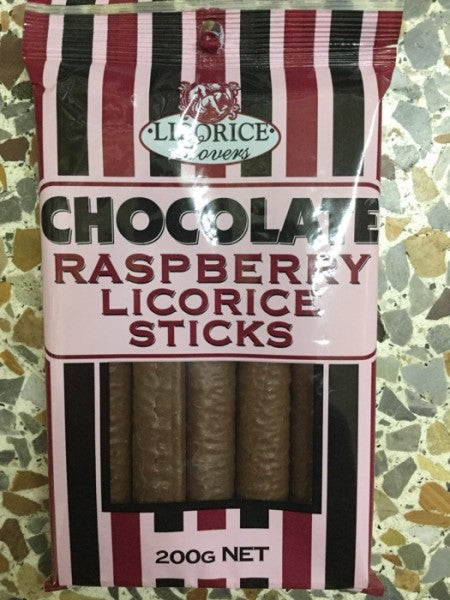 ·LICORICE·
Lovers
CHOCOLATE
RASPBERRY
LICORICE
STICKS
200G NET